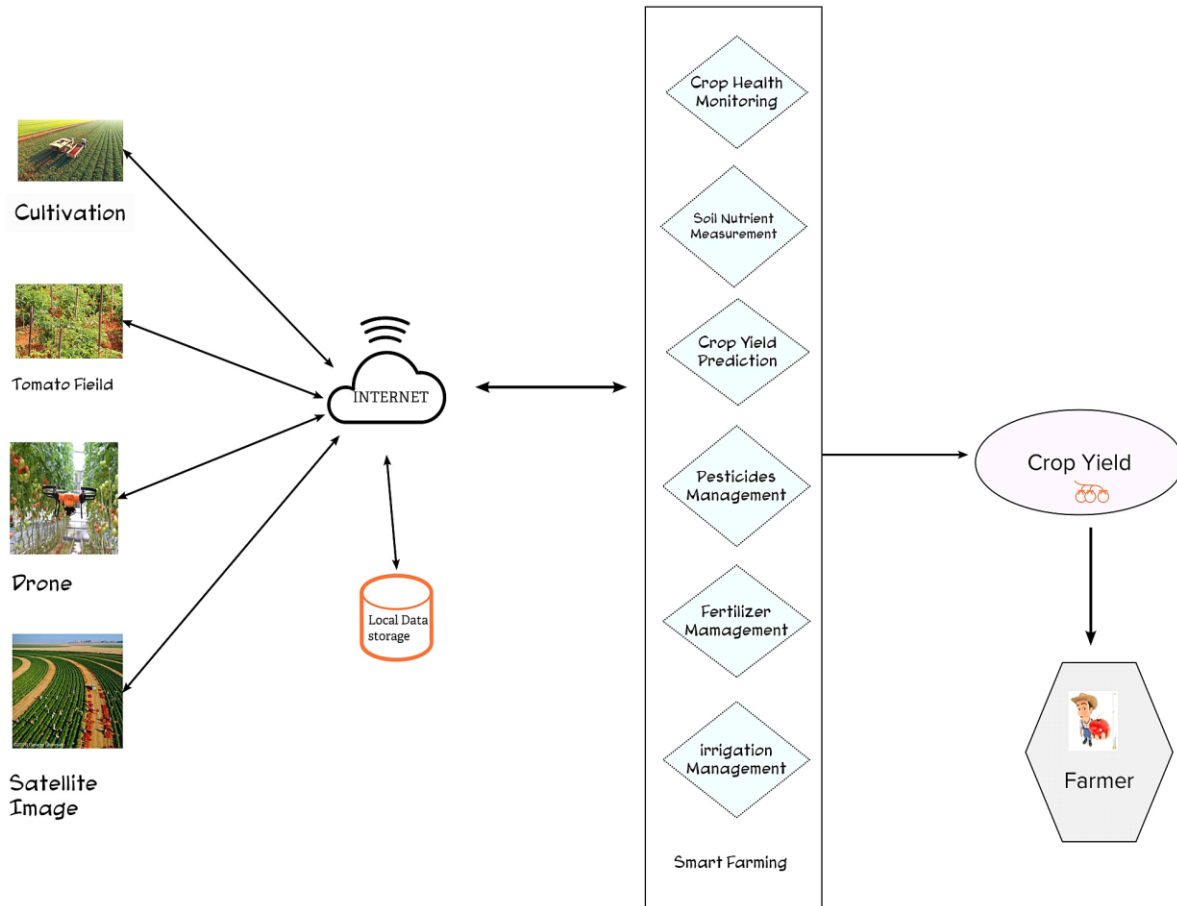 Cultivation
Tomato Fieild
Drone
Satellite
Image
INTERNET
Local Data
storage
Crop Health
Monitoring
Soil Nutrient
Measurement
Crop Yield
Prediction
Pesticides
Management
Fertilizer
Mamagement
irrigation
Management
Smart Farming
Crop Yield
Farmer